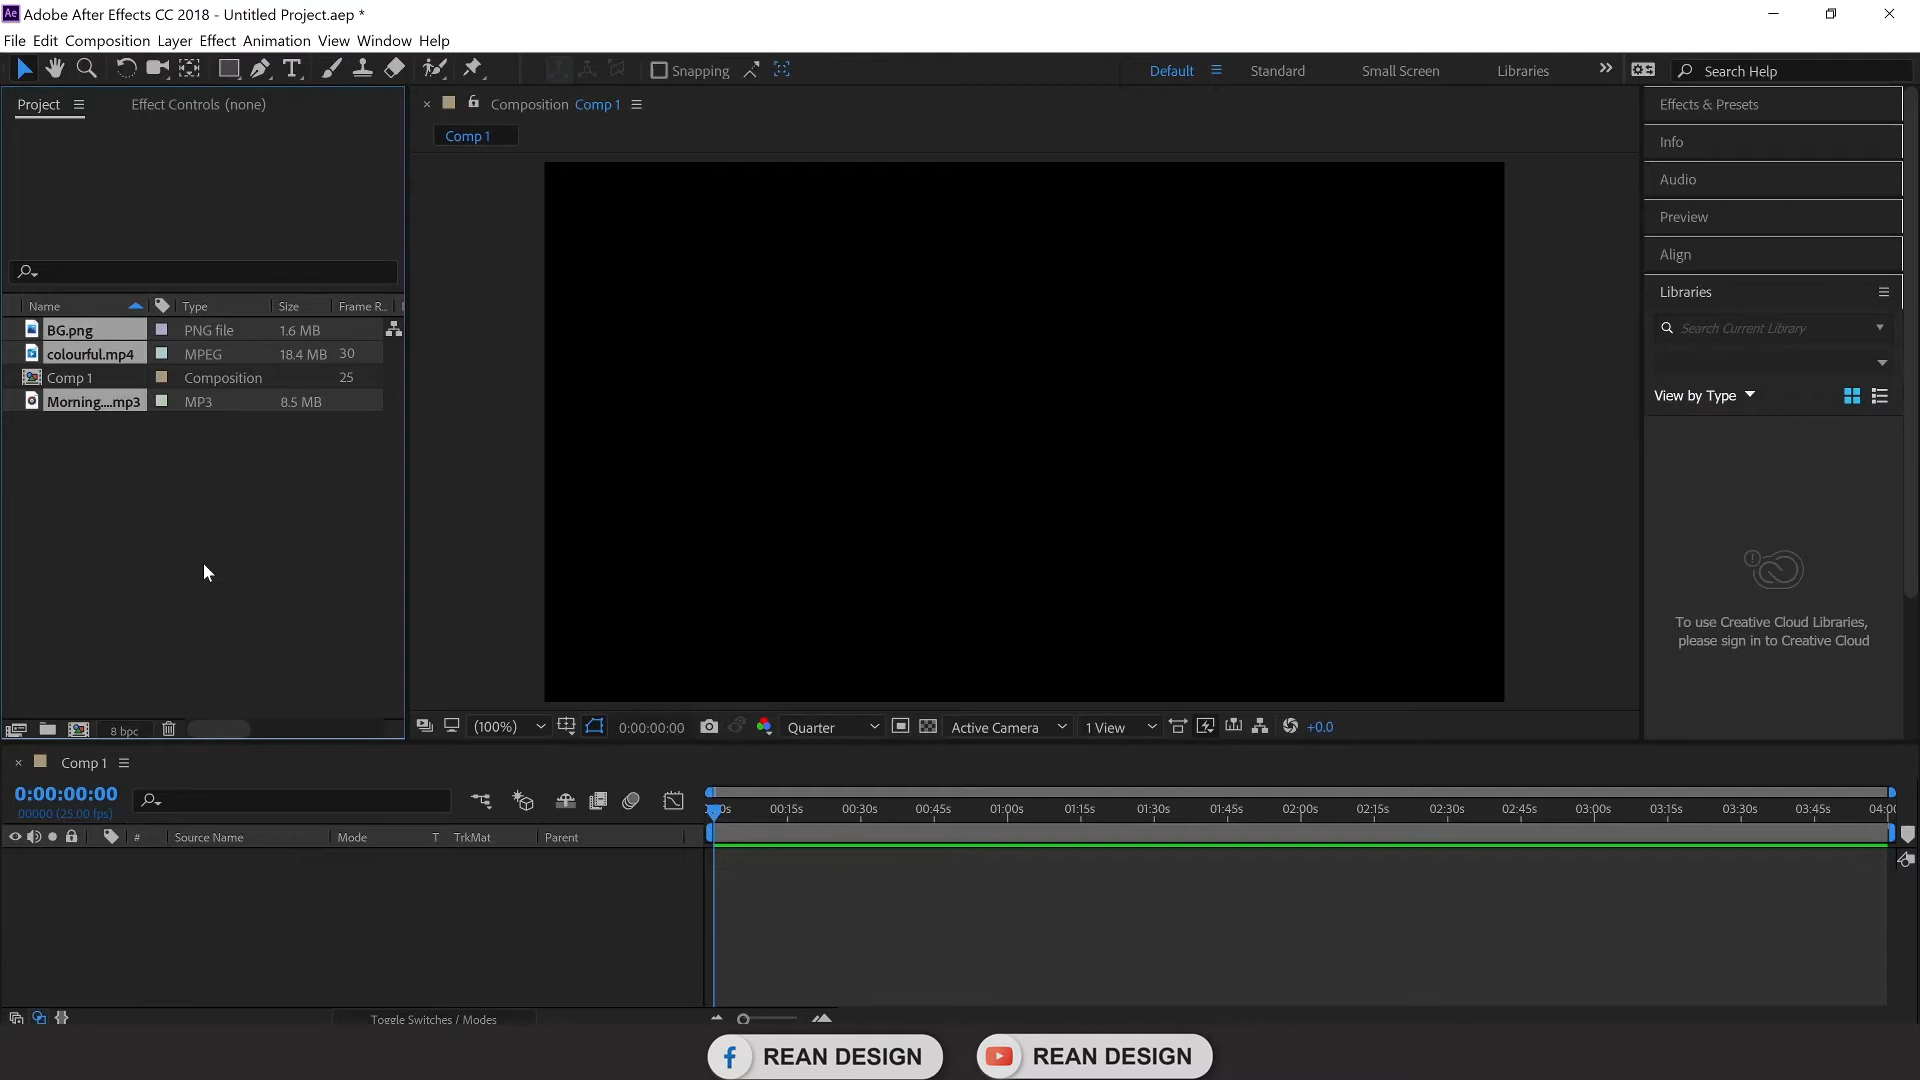 Ae Adobe After Effects CC 2018 - Untitled Project.aep *
File Edit Composition Layer Effect Animation View Window Help
Snapping
Default Standard Small Screen Libraries
Search Help
Project Effect Controls (none)
Composition Comp 1
Comp 1
Effects & Presets
Info
Audio
Preview
Align
Libraries
Search Current Library
View by Type
To use Creative Cloud Libraries,
please sign in to Creative Cloud
Name Type Size Frame R...
BG.png PNG file 1.6 MB
colourful.mp4 MPEG 18.4 MB 30
Comp 1 Composition 25
Morning....mp3 MP3 8.5 MB
8 bpc
(100%) 0:00:00:00 Quarter Active Camera 1 View +0.0
Comp 1
0:00:00:00
00000 (25.00 fps)
# Source Name Mode T TrkMat Parent
00:15s 00:30s 00:45s 01:00s 01:15s 01:30s 01:45s 02:00s 02:15s 02:30s 02:45s 03:00s 03:15s 03:30s 03:45s
Toggle Switches / Modes
REAN DESIGN REAN DESIGN